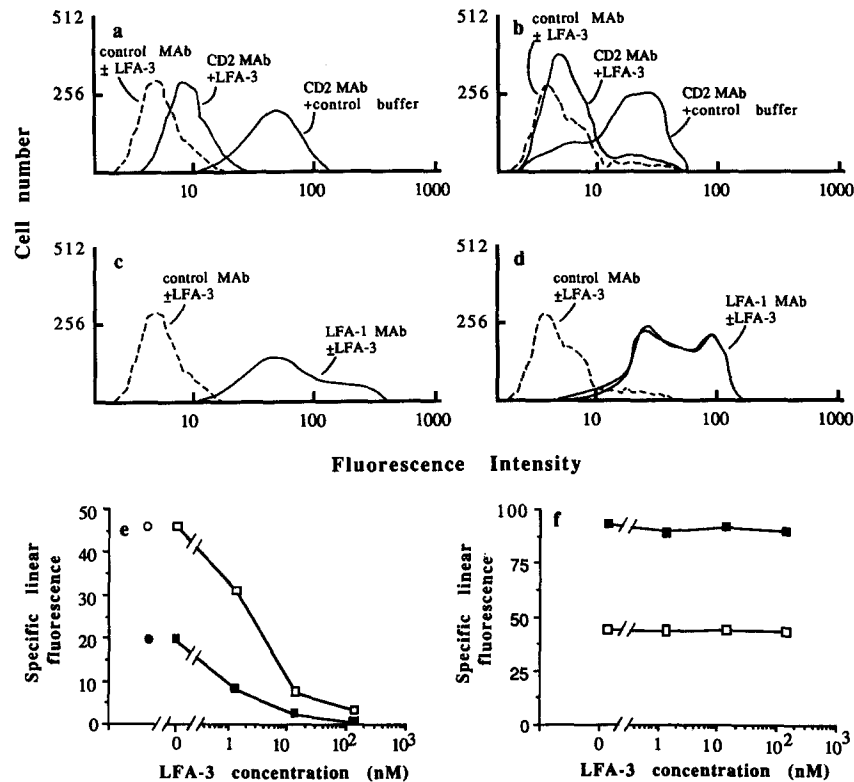 512
256
a
control MAb
± LFA-3
CD2 MAb
+LFA-3
CD2 MAb
+control buffer
10
100
1000
512
256
b
control MAb
± LFA-3
CD2 MAb
+LFA-3
CD2 MAb
+control buffer
10
100
1000
Cell number
512
256
c
control MAb
±LFA-3
LFA-1 MAb
±LFA-3
10
100
1000
512
256
d
control MAb
±LFA-3
LFA-1 MAb
±LFA-3
10
100
1000
Fluorescence Intensity
Specific linear
fluorescence
50
40
30
20
10
0
e
0
1
10
10²
10³
LFA-3 concentration (nM)
Specific linear
fluorescence
100
75
50
25
0
f
0
1
10
10²
10³
LFA-3 concentration (nM)